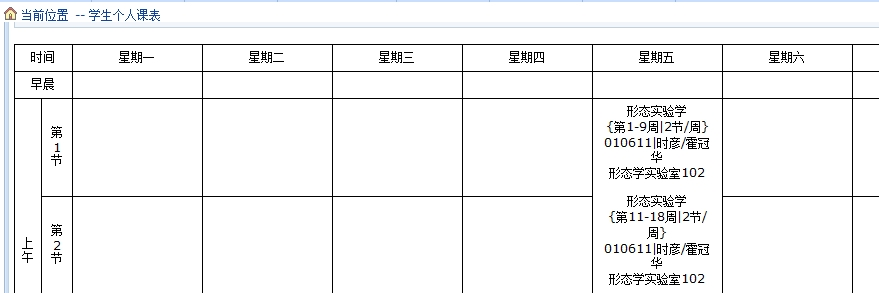 当前位置 -- 学生个人课表
时间 星期一 星期二 星期三 星期四 星期五 星期六
早晨
上午
第1节
形态实验学
{第1-9周|2节/周}
010611|时彦/霍冠
华
形态学实验室102
第2节
形态实验学
{第11-18周|2节/
周}
010611|时彦/霍冠
华
形态学实验室102